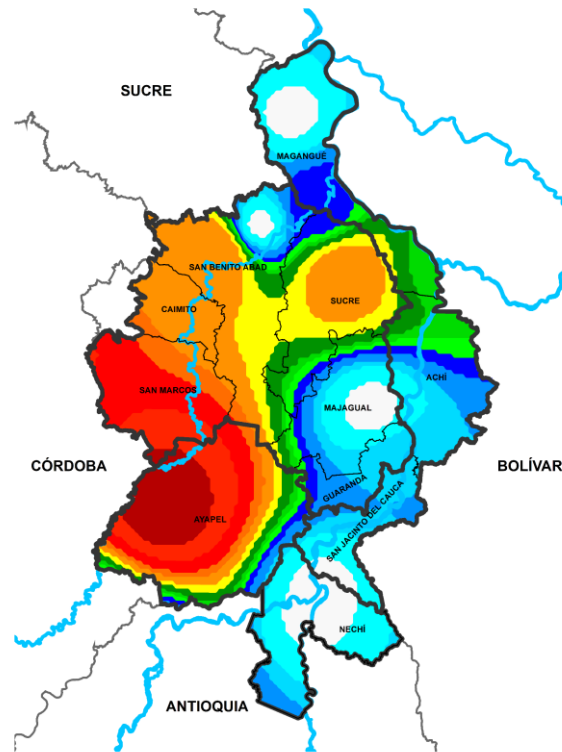 SUCRE
MAGANGUÉ
SAN BENITO ABAD
CAIMITO
SUCRE
SAN MARCOS
ACHÍ
MAJAGUAL
CÓRDOBA
BOLÍVAR
GUARANDA
AYAPEL
SAN JACINTO DEL CAUCA
NECHÍ
ANTIOQUIA